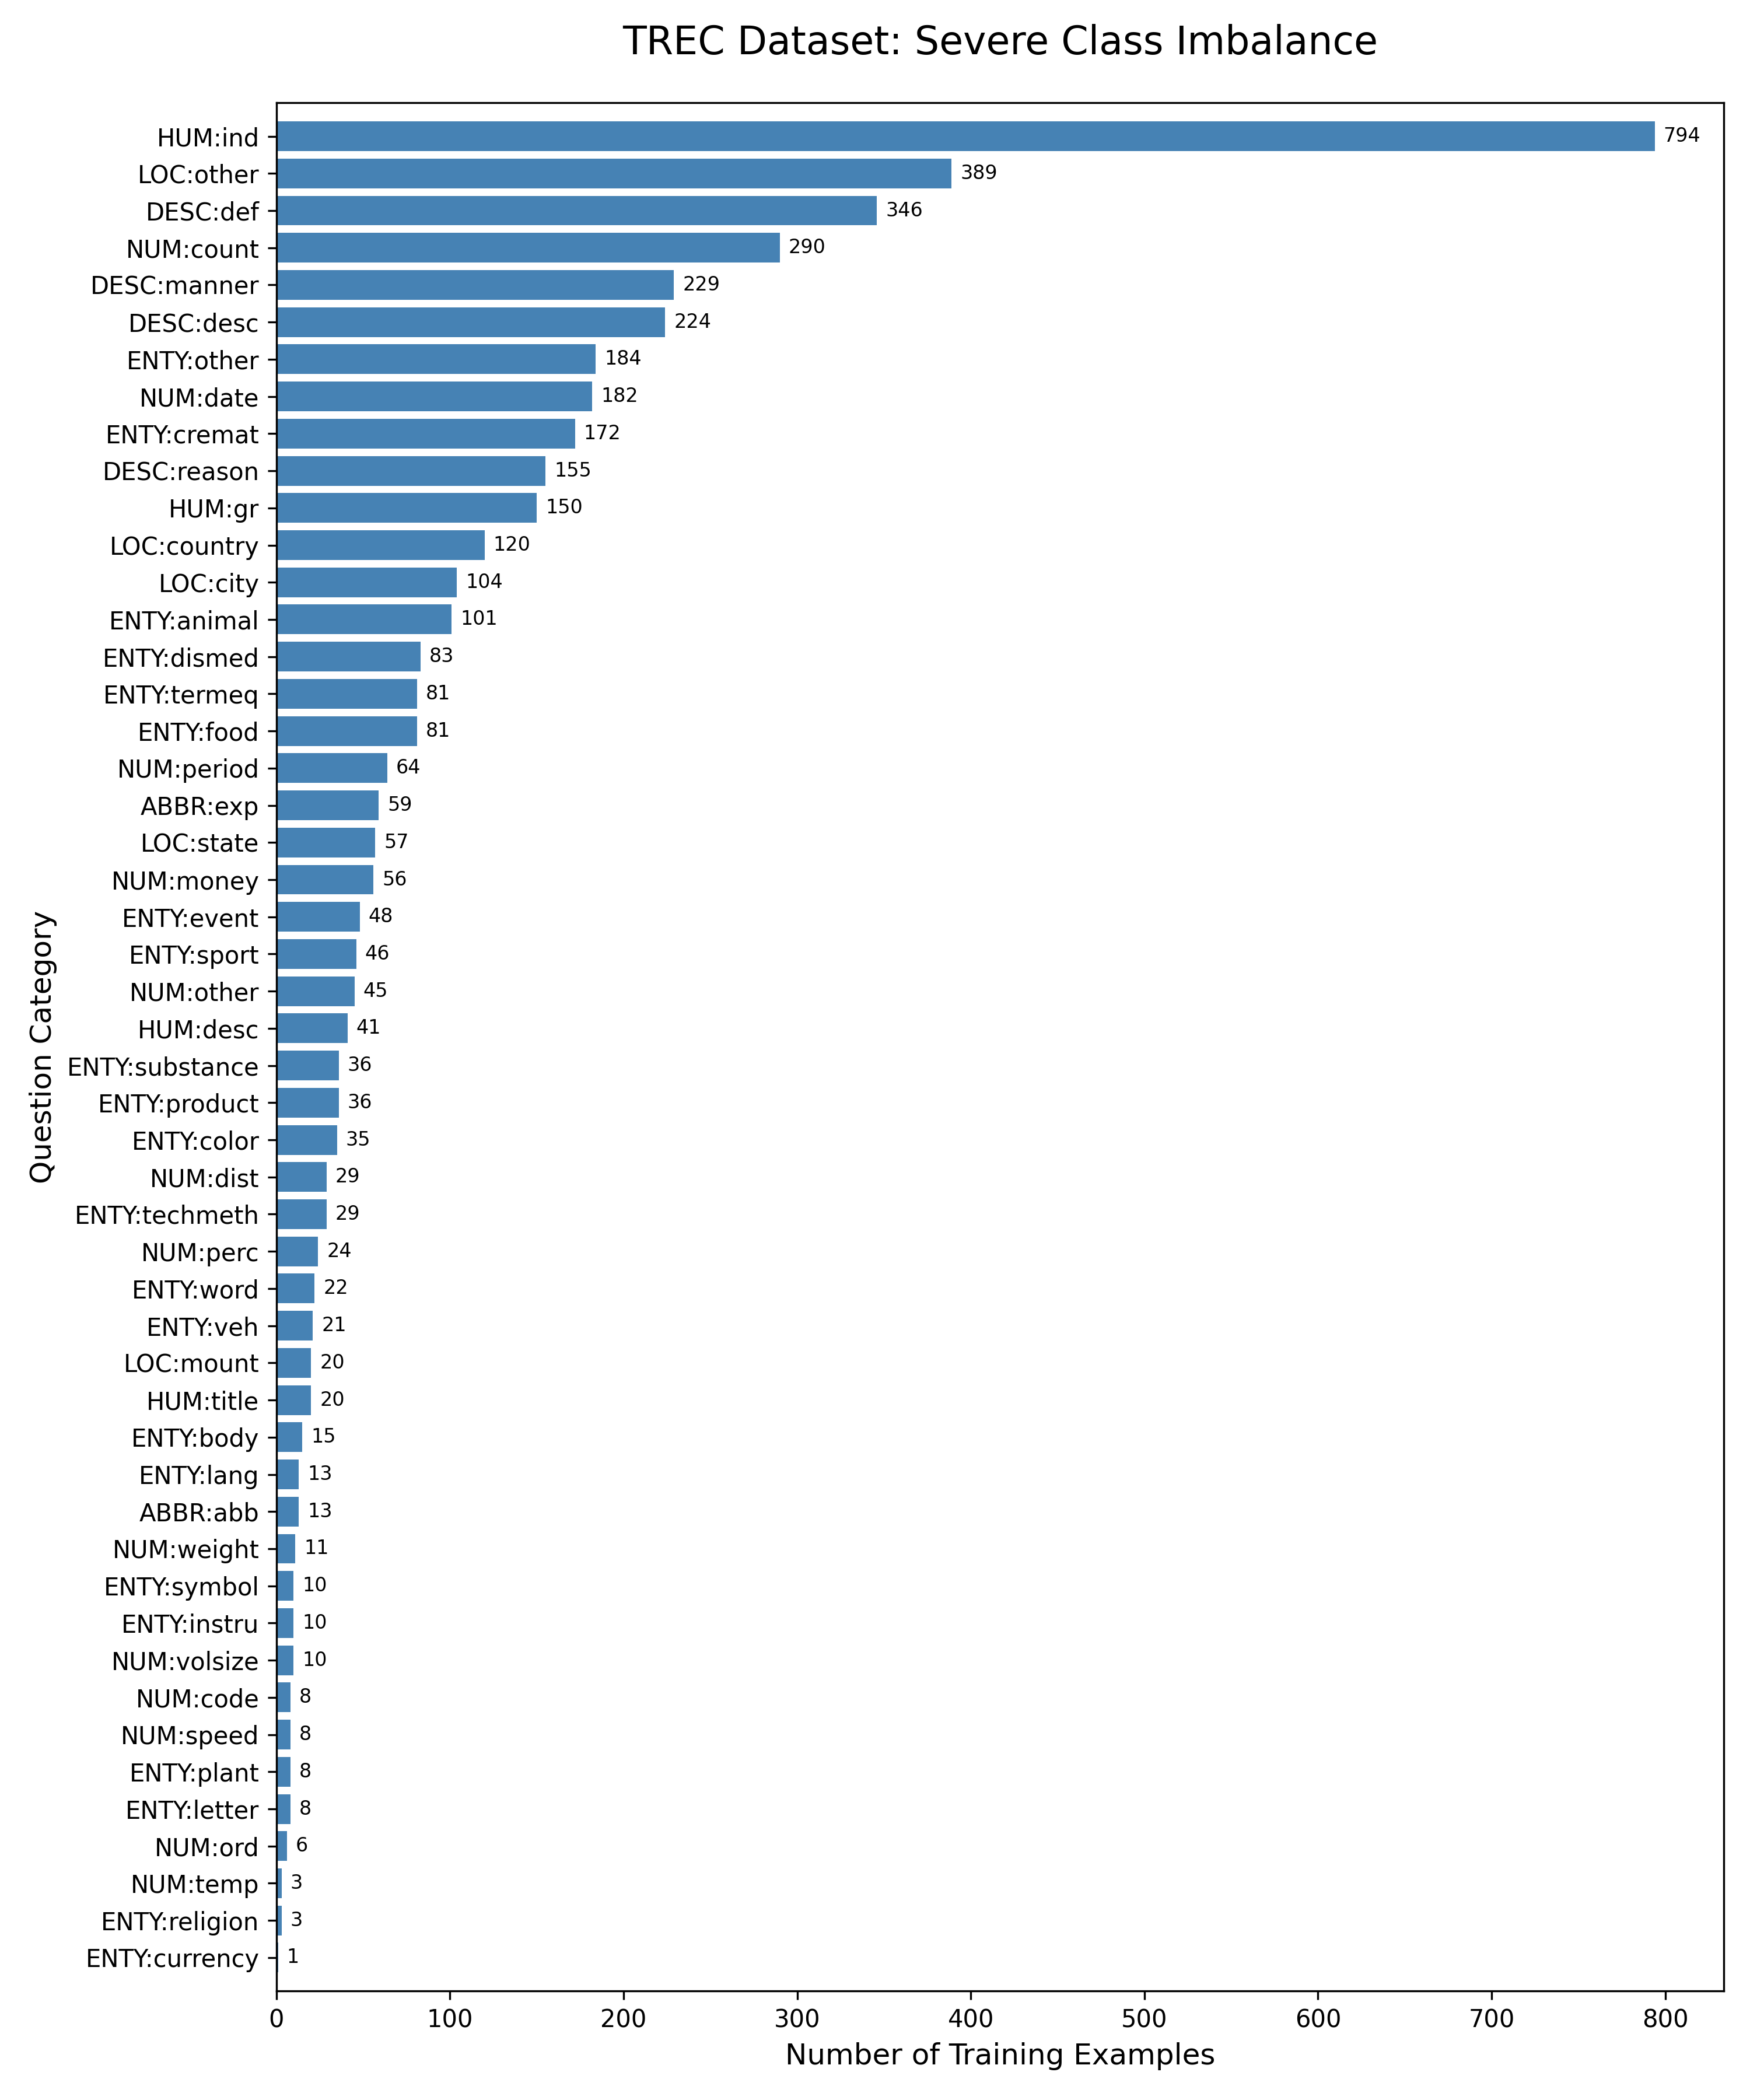 TREC Dataset: Severe Class Imbalance
Question Category
HUM:ind 794
LOC:other 389
DESC:def 346
NUM:count 290
DESC:manner 229
DESC:desc 224
ENTY:other 184
NUM:date 182
ENTY:cremat 172
DESC:reason 155
HUM:gr 150
LOC:country 120
LOC:city 104
ENTY:animal 101
ENTY:dismed 83
ENTY:termeq 81
ENTY:food 81
NUM:period 64
ABBR:exp 59
LOC:state 57
NUM:money 56
ENTY:event 48
ENTY:sport 46
NUM:other 45
HUM:desc 41
ENTY:substance 36
ENTY:product 36
ENTY:color 35
NUM:dist 29
ENTY:techmeth 29
NUM:perc 24
ENTY:word 22
ENTY:veh 21
LOC:mount 20
HUM:title 20
ENTY:body 15
ENTY:lang 13
ABBR:abb 13
NUM:weight 11
ENTY:symbol 10
ENTY:instru 10
NUM:volsize 10
NUM:code 8
NUM:speed 8
ENTY:plant 8
ENTY:letter 8
NUM:ord 6
NUM:temp 3
ENTY:religion 3
ENTY:currency 1
0 100 200 300 400 500 600 700 800
Number of Training Examples